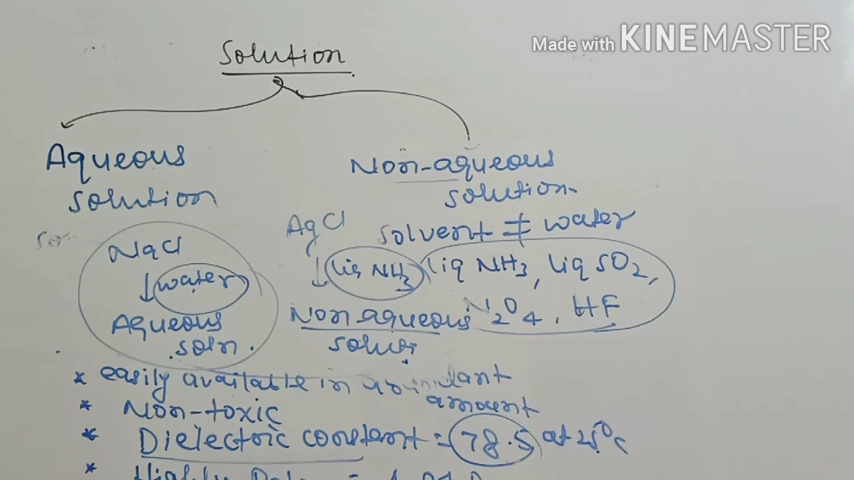 Made with KINEMASTER
Solution
Aqueous
solution
Non-aqueous
solution
NaCl
↓ water
Aqueous
soln.
AgCl
↓ liq NH3
Non aqueous
solut
solvent ≠ water
liq NH3, liq SO2,
N2O4, HF
* easily available in abundant
amount
* Non-toxic
* Dielectric constant = 78.5 at 25°C
* Highly